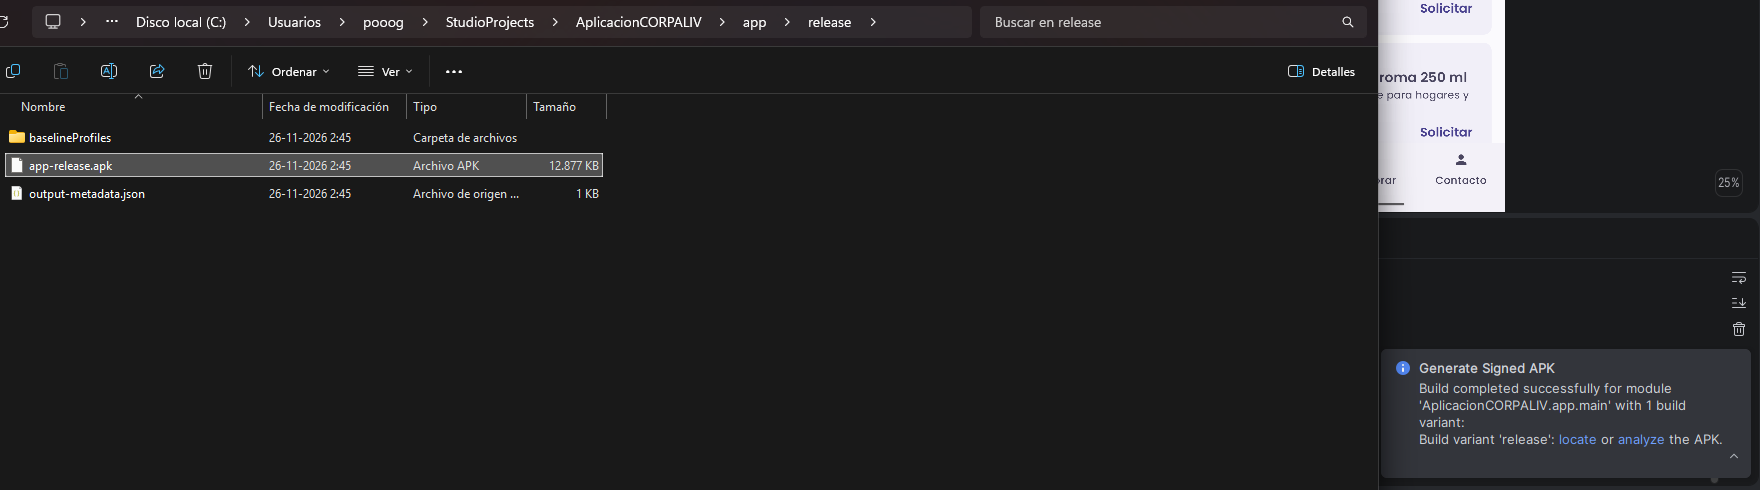 Disco local (C:) Usuarios pooog StudioProjects AplicacionCORPALIV app release
Buscar en release
Ordenar Ver Detalles
Nombre Fecha de modificación Tipo Tamaño
baselineProfiles 26-11-2026 2:45 Carpeta de archivos
app-release.apk 26-11-2026 2:45 Archivo APK 12.877 KB
output-metadata.json 26-11-2026 2:45 Archivo de origen ... 1 KB
Solicitar
roma 250 ml
e para hogares y
Solicitar
rar Contacto
25%
Generate Signed APK
Build completed successfully for module
'AplicacionCORPALIV.app.main' with 1 build
variant:
Build variant 'release': locate or analyze the APK.